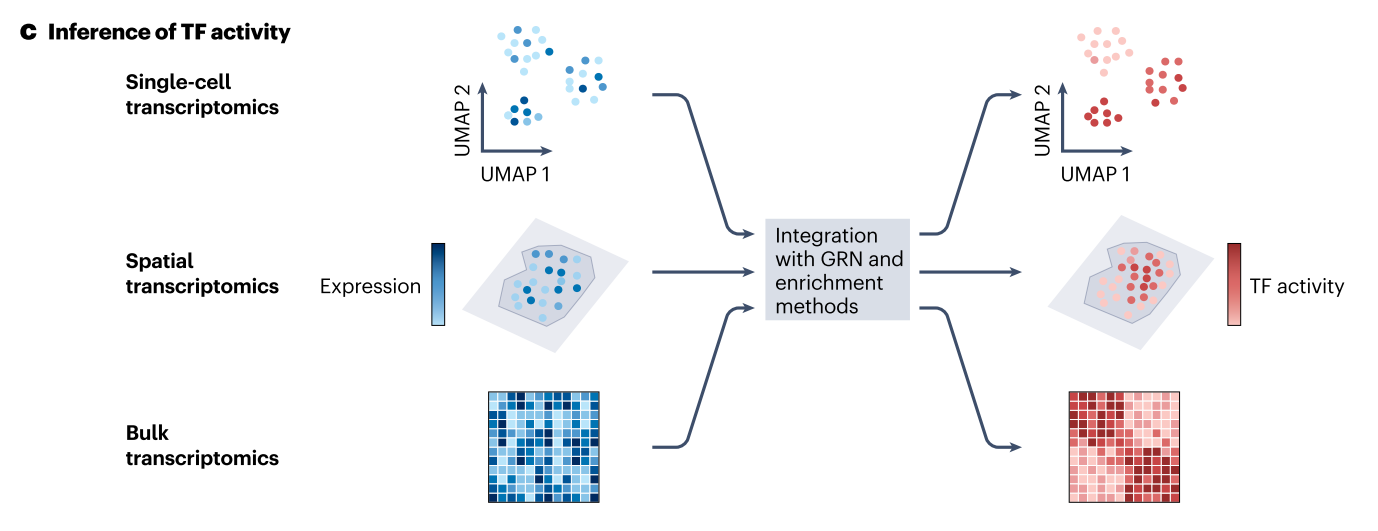 C Inference of TF activity
Single-cell
transcriptomics
UMAP 2
UMAP 1
UMAP 2
UMAP 1
Spatial
transcriptomics
Expression
Integration
with GRN and
enrichment
methods
TF activity
Bulk
transcriptomics